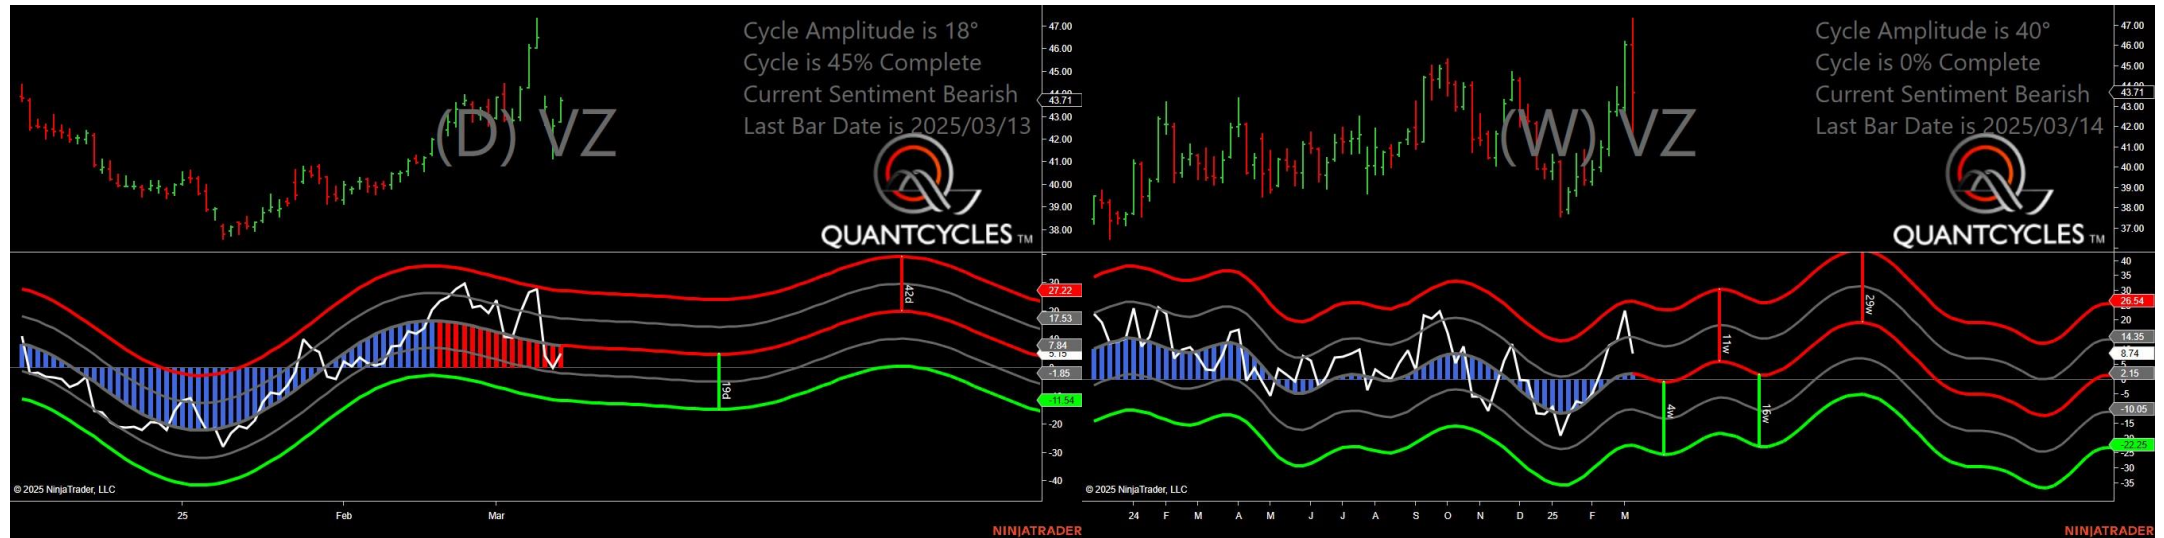 Cycle Amplitude is 18°
Cycle is 45% Complete
Current Sentiment Bearish
Last Bar Date is 2025/03/13
(D) VZ
QUANTCYCLES TM
47.00
46.00
45.00
43.71
43.00
42.00
41.00
40.00
39.00
38.00
27.22
17.53
7.84
5.15
-1.85
-11.54
-20
-30
-40
42d
19d
© 2025 NinjaTrader, LLC
25 Feb Mar
NINJATRADER
Cycle Amplitude is 40°
Cycle is 0% Complete
Current Sentiment Bearish
Last Bar Date is 2025/03/14
(W) VZ
QUANTCYCLES TM
47.00
46.00
45.00
43.71
43.00
42.00
41.00
40.00
39.00
38.00
37.00
40
35
30
26.54
20
14.35
8.74
2.15
-5
-10.05
-15
-22.25
-25
-30
-35
11w
29w
4w
16w
© 2025 NinjaTrader, LLC
24 F M A M J J A S O N D 25 F M
NINJATRADER